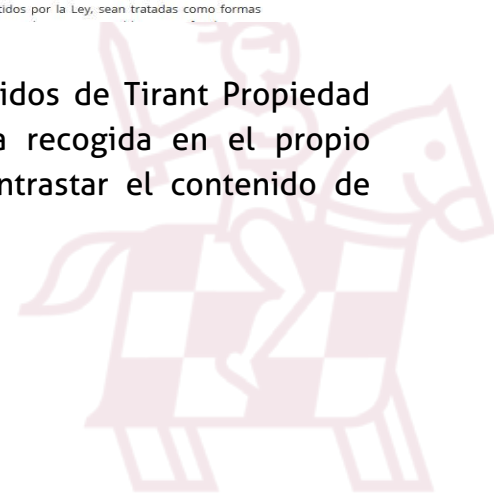 tidos por la Ley, sean tratadas como formas
idos de Tirant Propiedad
a recogida en el propio
ntrastar el contenido de